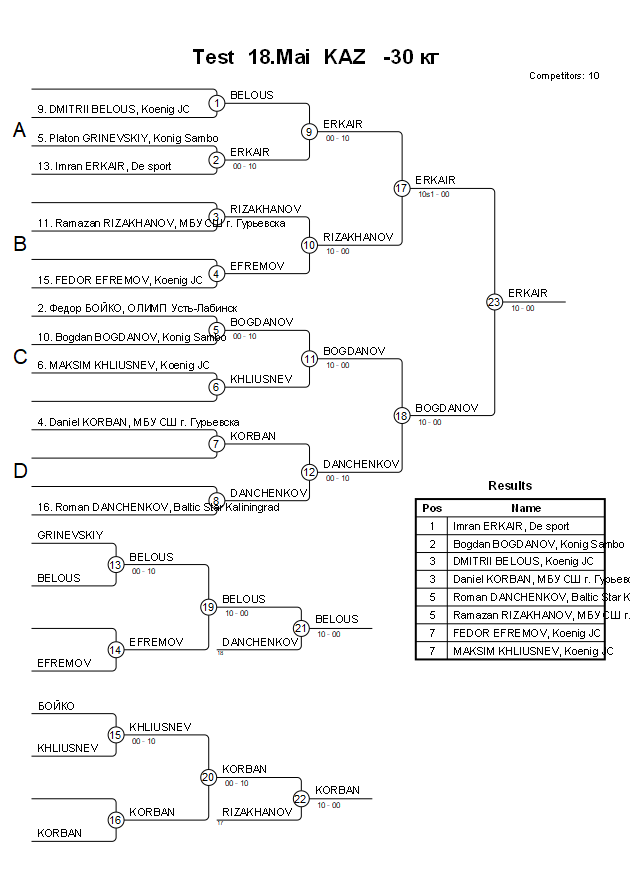 Test 18.Mai KAZ -30 кг
Competitors: 10
A
9. DMITRII BELOUS, Koenig JC
1
BELOUS
5. Platon GRINEVSKIY, Konig Sambo
13. Imran ERKAIR, De sport
2
ERKAIR
00 - 10
9
ERKAIR
00 - 10
B
11. Ramazan RIZAKHANOV, МБУ СШ г. Гурьевска
3
RIZAKHANOV
15. FEDOR EFREMOV, Koenig JC
4
EFREMOV
10
RIZAKHANOV
10 - 00
17
ERKAIR
10s1 - 00
C
2. Федор БОЙКО, ОЛИМП Усть-Лабинск
10. Bogdan BOGDANOV, Konig Sambo
5
BOGDANOV
00 - 10
6. MAKSIM KHLIUSNEV, Koenig JC
6
KHLIUSNEV
11
BOGDANOV
10 - 00
D
4. Daniel KORBAN, МБУ СШ г. Гурьевска
7
KORBAN
16. Roman DANCHENKOV, Baltic Star Kaliningrad
8
DANCHENKOV
12
DANCHENKOV
00 - 10
18
BOGDANOV
10 - 00
23
ERKAIR
10 - 00
GRINEVSKIY
BELOUS
13
BELOUS
00 - 10
EFREMOV
14
EFREMOV
19
BELOUS
10 - 00
DANCHENKOV
18
21
BELOUS
10 - 00
БОЙКО
KHLIUSNEV
15
KHLIUSNEV
00 - 10
KORBAN
16
KORBAN
20
KORBAN
00 - 10
RIZAKHANOV
17
22
KORBAN
10 - 00
Results
Pos Name
1 Imran ERKAIR, De sport
2 Bogdan BOGDANOV, Konig Sambo
3 DMITRII BELOUS, Koenig JC
3 Daniel KORBAN, МБУ СШ г. Гурьевс
5 Roman DANCHENKOV, Baltic Star K
5 Ramazan RIZAKHANOV, МБУ СШ г.
7 FEDOR EFREMOV, Koenig JC
7 MAKSIM KHLIUSNEV, Koenig JC